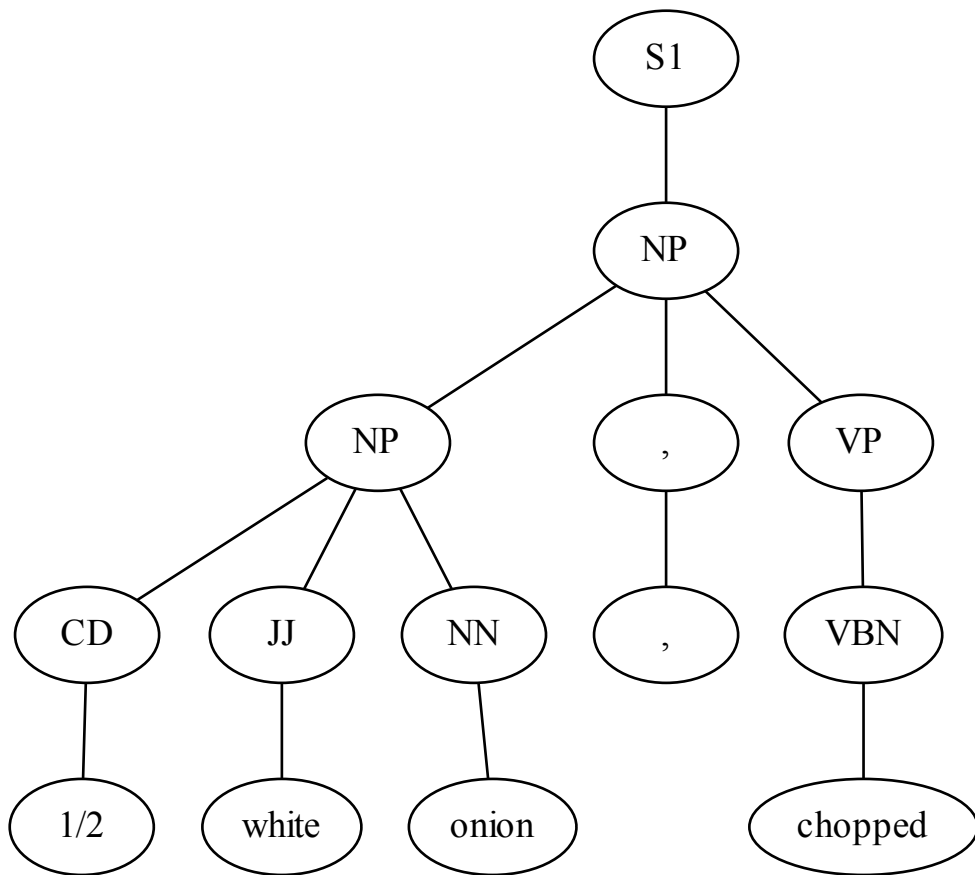 S1
NP
NP , VP
CD JJ NN , VBN
1/2 white onion chopped